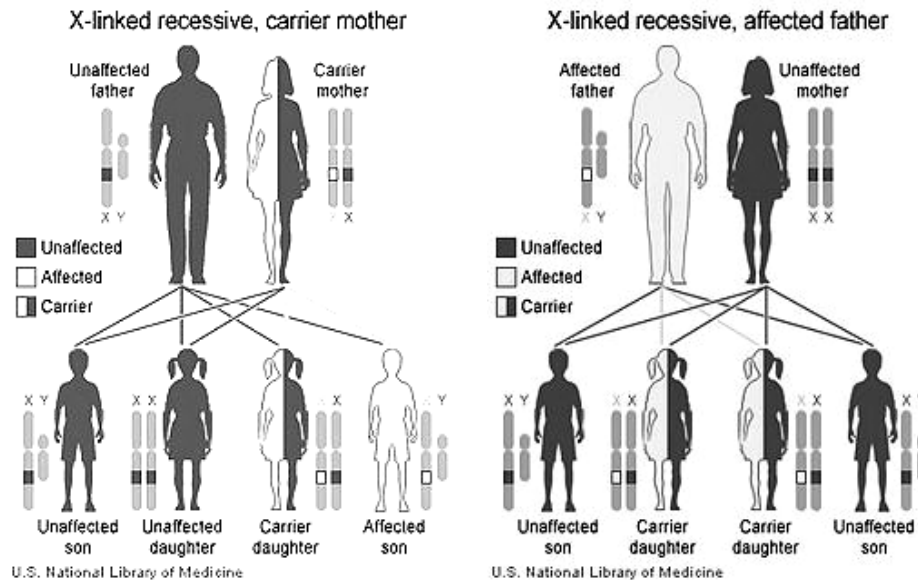 X-linked recessive, carrier mother
Unaffected
father
Carrier
mother
X Y
X
Unaffected
Affected
Carrier
X Y
X X
X
Y
Unaffected
son
Unaffected
daughter
Carrier
daughter
Affected
son
U.S. National Library of Medicine
X-linked recessive, affected father
Affected
father
Unaffected
mother
X Y
X X
Unaffected
Affected
Carrier
X Y
X X
X X
X
Unaffected
son
Carrier
daughter
Carrier
daughter
Unaffected
son
U.S. National Library of Medicine